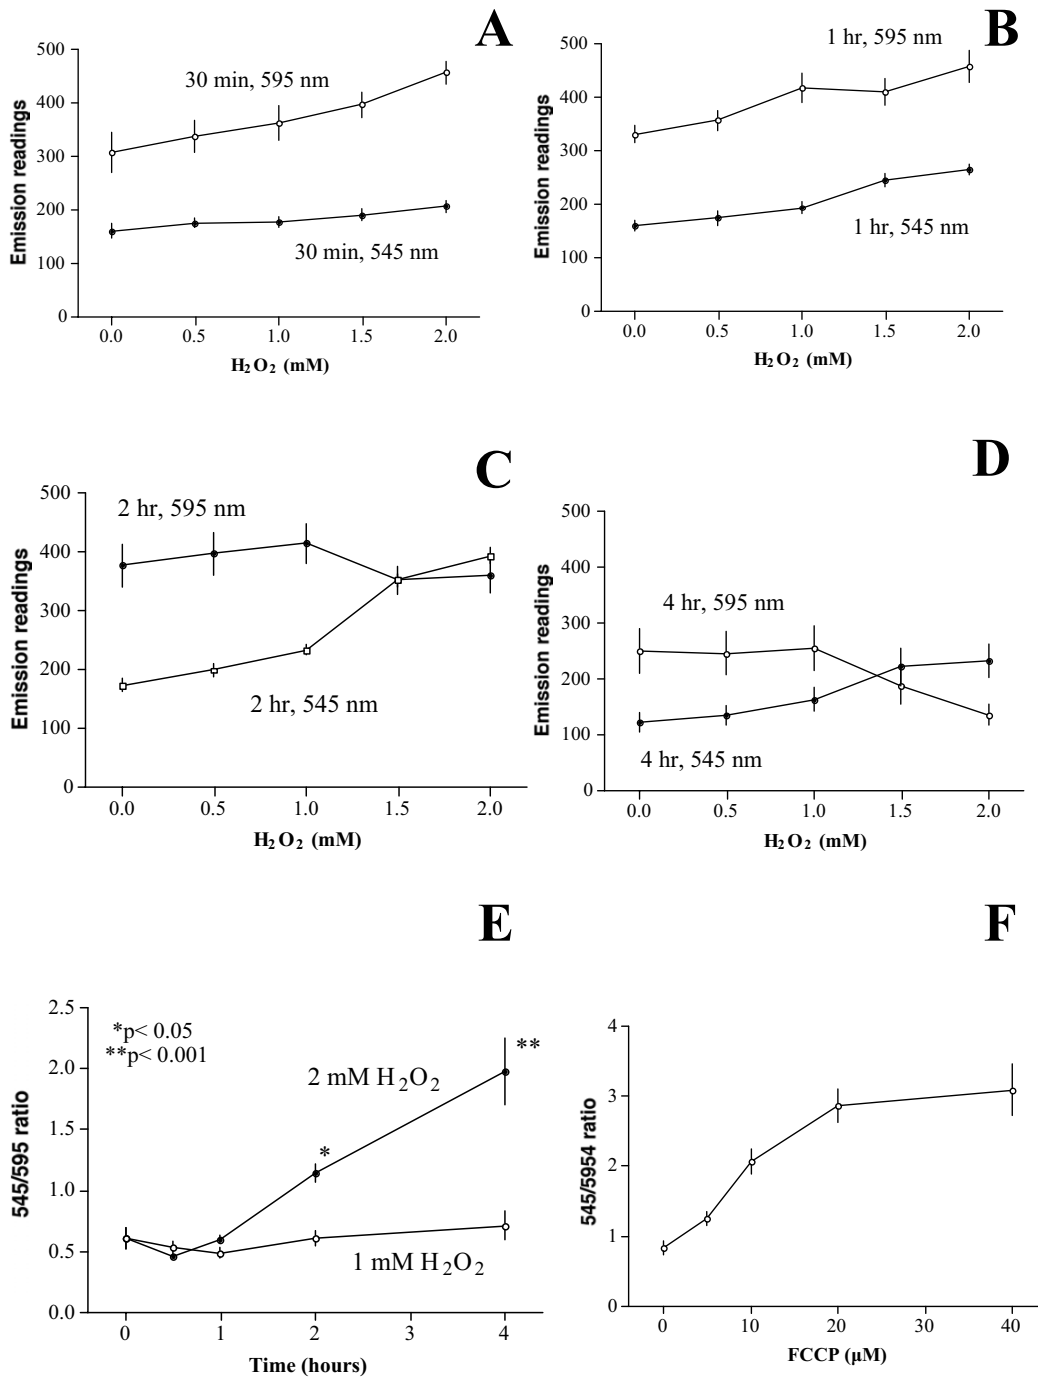 A
500
400
300
200
100
0
Emission readings
30 min, 595 nm
30 min, 545 nm
0.0 0.5 1.0 1.5 2.0
H2O2 (mM)
B
500
400
300
200
100
0
Emission readings
1 hr, 595 nm
1 hr, 545 nm
0.0 0.5 1.0 1.5 2.0
H2O2 (mM)
C
500
400
300
200
100
0
Emission readings
2 hr, 595 nm
2 hr, 545 nm
0.0 0.5 1.0 1.5 2.0
H2O2 (mM)
D
500
400
300
200
100
0
Emission readings
4 hr, 595 nm
4 hr, 545 nm
0.0 0.5 1.0 1.5 2.0
H2O2 (mM)
E
2.5
2.0
1.5
1.0
0.5
0.0
545/595 ratio
*p< 0.05
**p< 0.001
**
2 mM H2O2
*
1 mM H2O2
0 1 2 3 4
Time (hours)
F
4
3
2
1
0
545/5954 ratio
0 10 20 30 40
FCCP (µM)